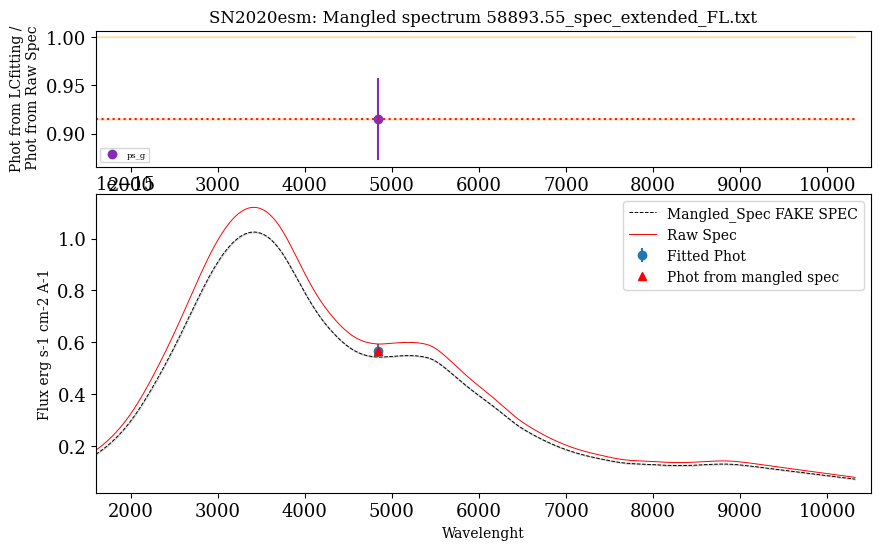 SN2020esm: Mangled spectrum 58893.55_spec_extended_FL.txt
Phot from LCfitting /
Phot from Raw Spec
1.00
0.95
0.90
ps_g
2000 3000 4000 5000 6000 7000 8000 9000 10000
1e−15
Flux erg s-1 cm-2 A-1
1.0
0.8
0.6
0.4
0.2
Mangled_Spec FAKE SPEC
Raw Spec
Fitted Phot
Phot from mangled spec
2000 3000 4000 5000 6000 7000 8000 9000 10000
Wavelenght